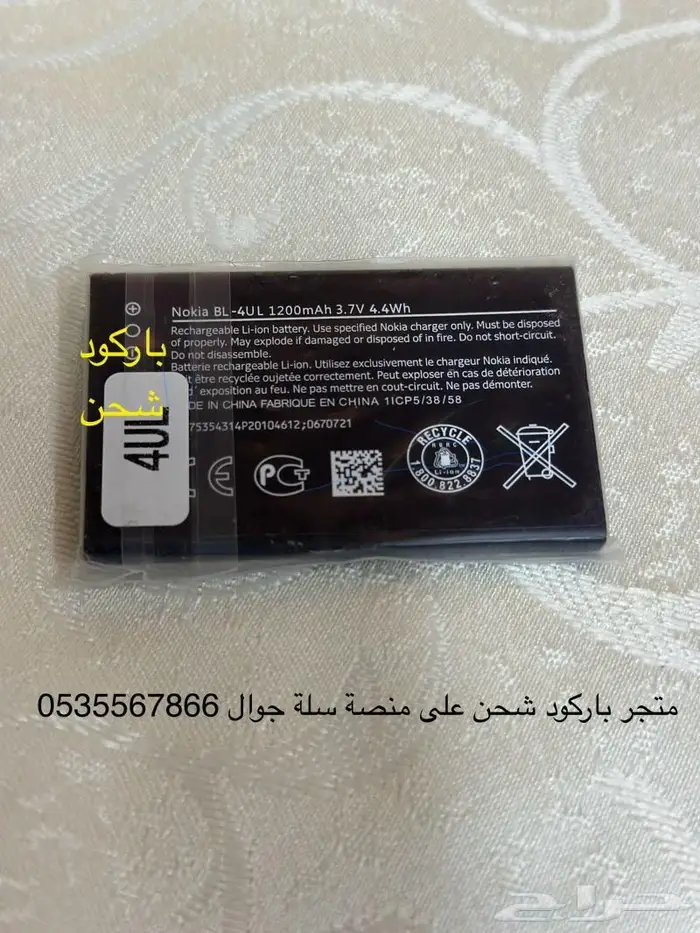 Nokia BL-4UL 1200mAh 3.7V 4.4Wh
Rechargeable Li-ion battery. Use specified Nokia charger only. Must be disposed
of properly. May explode if damaged or disposed of in fire. Do not short-circuit.
Do not disassemble.
Batterie rechargeable Li-ion. Utilisez exclusivement le chargeur Nokia indiqué.
être recyclée oujetée correctement. Peut exploser en cas de détérioration
d'exposition au feu. Ne pas mettre en cout-circuit. Ne pas démonter.
DE IN CHINA FABRIQUE EN CHINA 1ICP5/38/58
75354314P20104612;0670721
باركود
شحن
4UL
CE
PCT
RECYCLE
RBRC
Li-ion
1.800.822.8837
متجر باركود شحن على منصة سلة جوال 0535567866
حراج